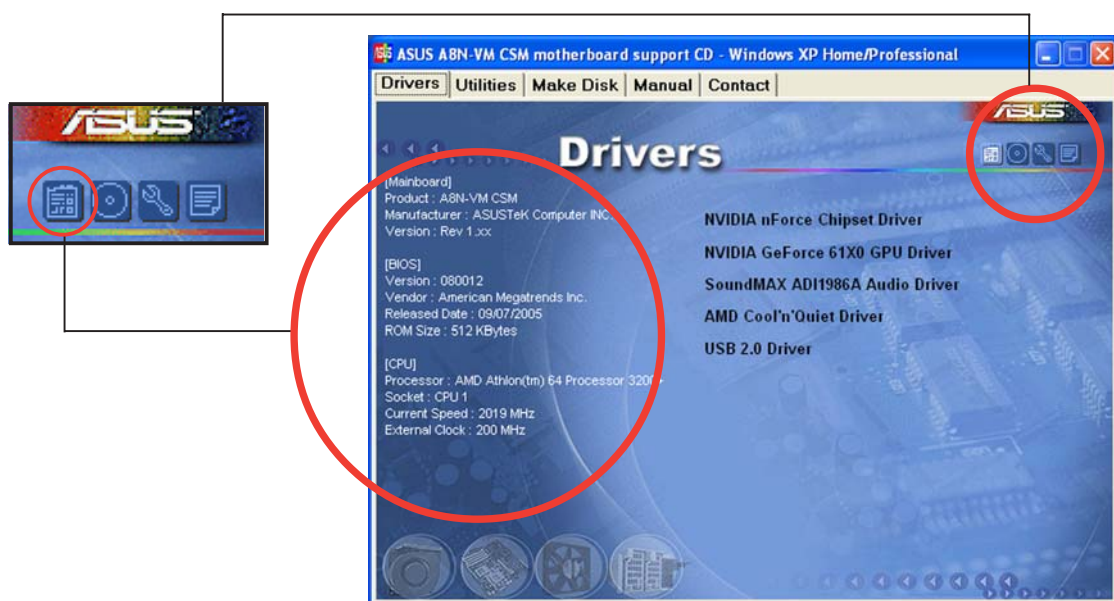 ASUS A8N-VM CSM motherboard support CD - Windows XP Home/Professional
Drivers Utilities Make Disk Manual Contact
/SUS
/SUS
Drivers
[Mainboard]
Product : A8N-VM CSM
Manufacturer : ASUSTeK Computer INC.
Version : Rev 1.xx
[BIOS]
Version : 080012
Vendor : American Megatrends Inc.
Released Date : 09/07/2005
ROM Size : 512 KBytes
[CPU]
Processor : AMD Athlon(tm) 64 Processor 3200+
Socket : CPU 1
Current Speed : 2019 MHz
External Clock : 200 MHz
NVIDIA nForce Chipset Driver
NVIDIA GeForce 61X0 GPU Driver
SoundMAX ADI1986A Audio Driver
AMD Cool'n'Quiet Driver
USB 2.0 Driver